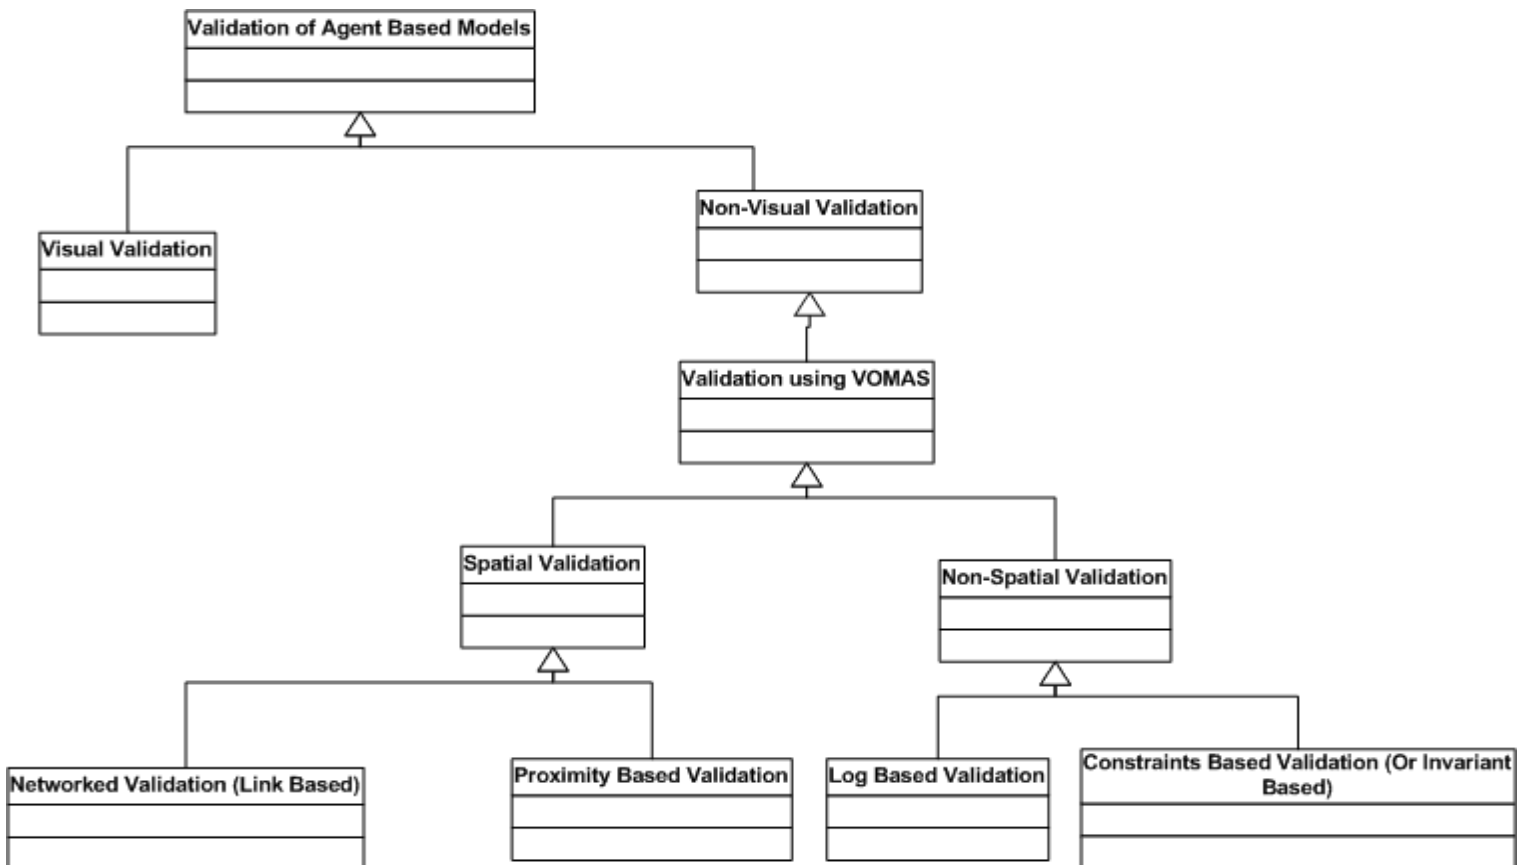 Validation of Agent Based Models
Non-Visual Validation
Visual Validation
Validation using VOMAS
Spatial Validation
Non-Spatial Validation
Networked Validation (Link Based)
Proximity Based Validation
Log Based Validation
Constraints Based Validation (Or Invariant
Based)